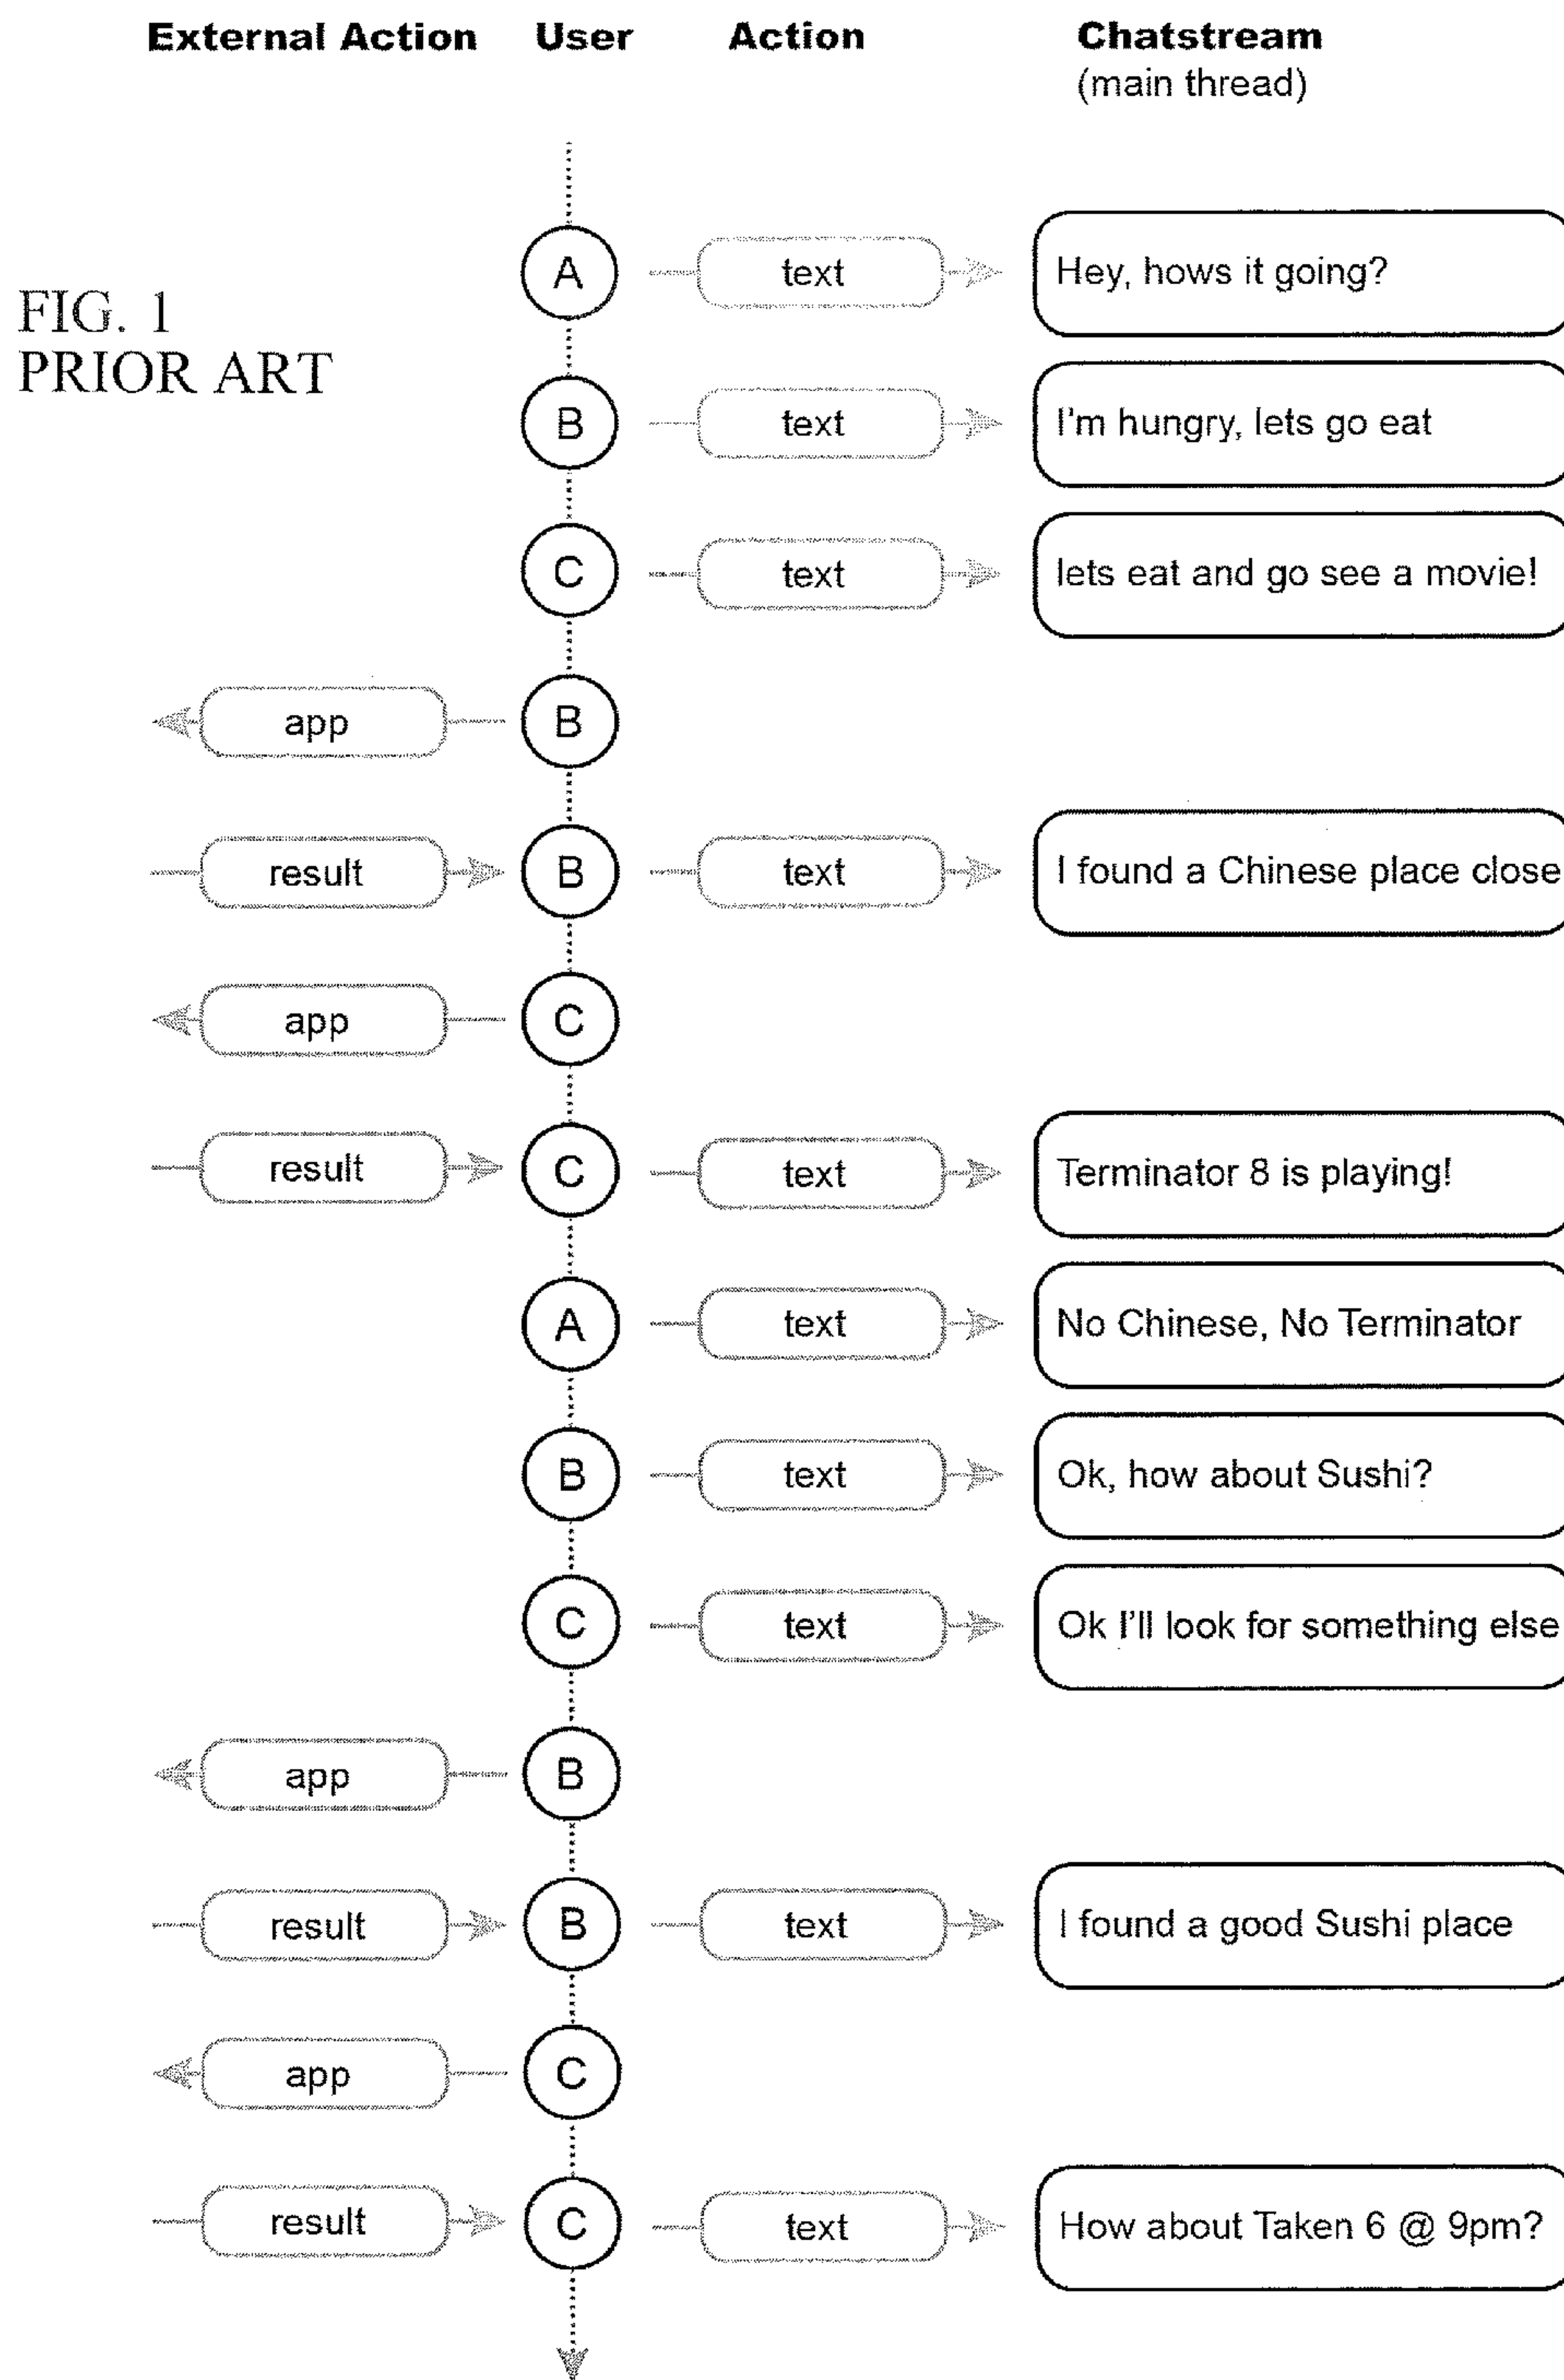 External Action User Action Chatstream
(main thread)
A text Hey, hows it going?
FIG. 1
PRIOR ART
B text I'm hungry, lets go eat
C text lets eat and go see a movie!
app B
result B text I found a Chinese place close
app C
result C text Terminator 8 is playing!
A text No Chinese, No Terminator
B text Ok, how about Sushi?
C text Ok I'll look for something else
app B
result B text I found a good Sushi place
app C
result C text How about Taken 6 @ 9pm?